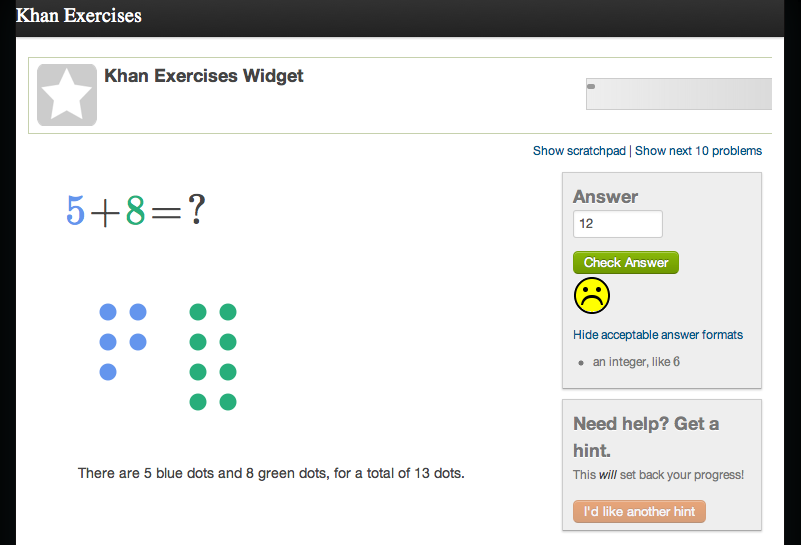 Khan Exercises
Khan Exercises Widget
Show scratchpad | Show next 10 problems
5+8=?
Answer
12
Check Answer
Hide acceptable answer formats
an integer, like 6
Need help? Get a
hint.
This will set back your progress!
I'd like another hint
There are 5 blue dots and 8 green dots, for a total of 13 dots.